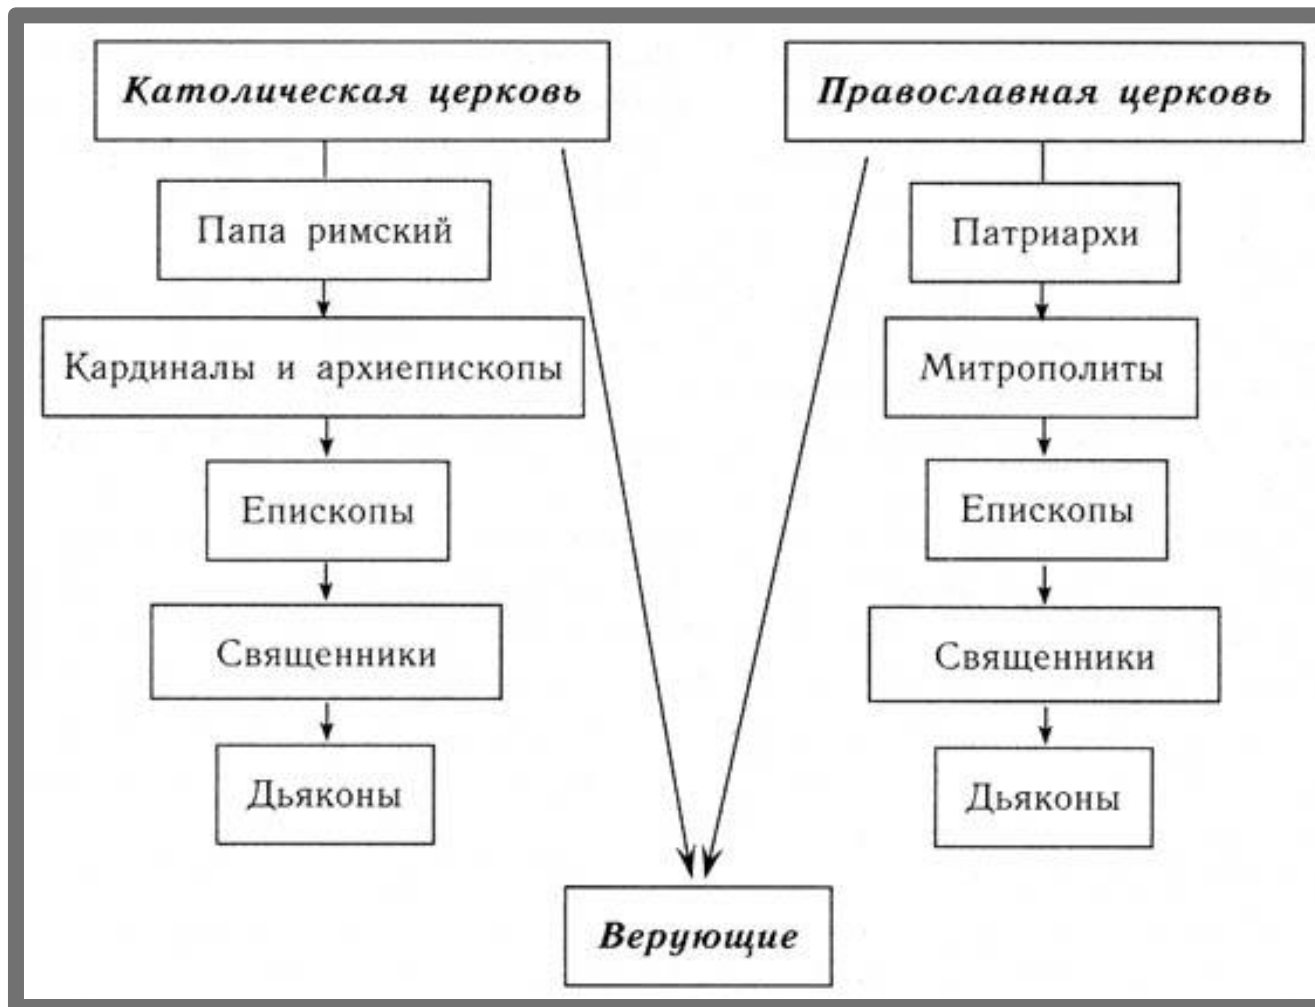 Католическая церковь
Папа римский
Кардиналы и архиепископы
Епископы
Священники
Дьяконы
Православная церковь
Патриархи
Митрополиты
Епископы
Священники
Дьяконы
Верующие